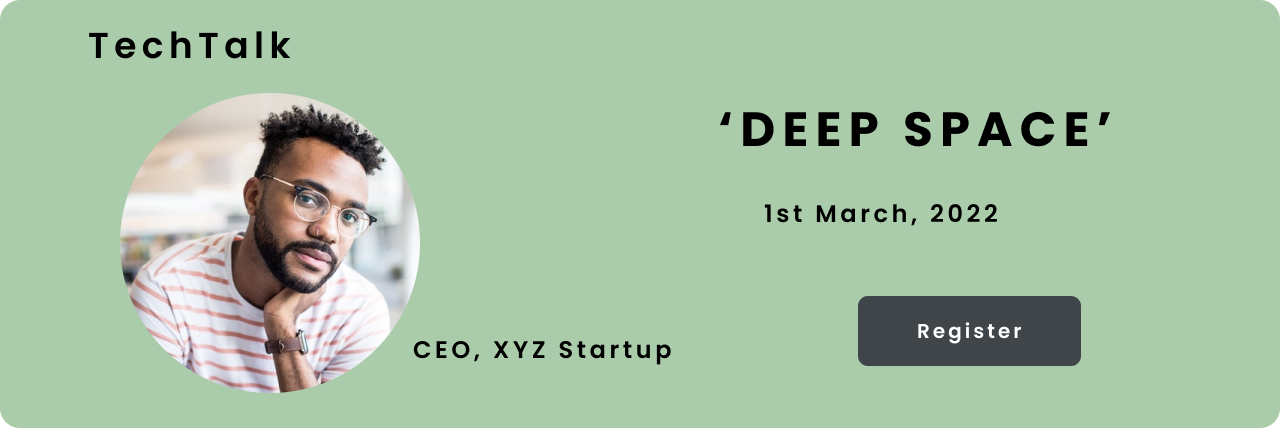 TechTalk
‘DEEP SPACE’
1st March, 2022
CEO, XYZ Startup
Register